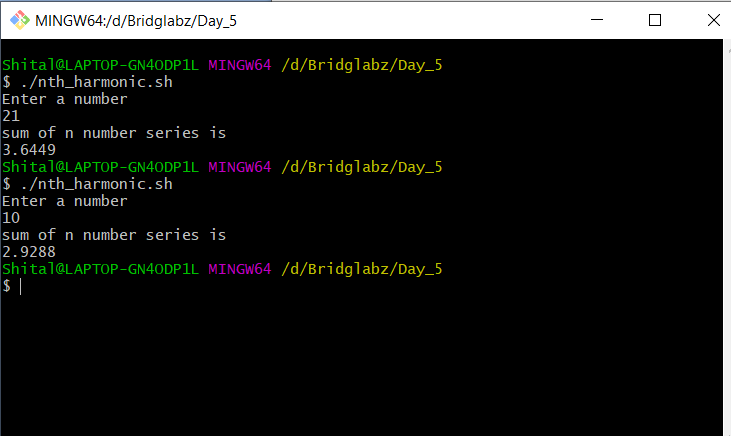 MINGW64:/d/Bridglabz/Day_5
Shital@LAPTOP-GN4ODP1L MINGW64 /d/Bridglabz/Day_5
$ ./nth_harmonic.sh
Enter a number
21
sum of n number series is
3.6449
Shital@LAPTOP-GN4ODP1L MINGW64 /d/Bridglabz/Day_5
$ ./nth_harmonic.sh
Enter a number
10
sum of n number series is
2.9288
Shital@LAPTOP-GN4ODP1L MINGW64 /d/Bridglabz/Day_5
$